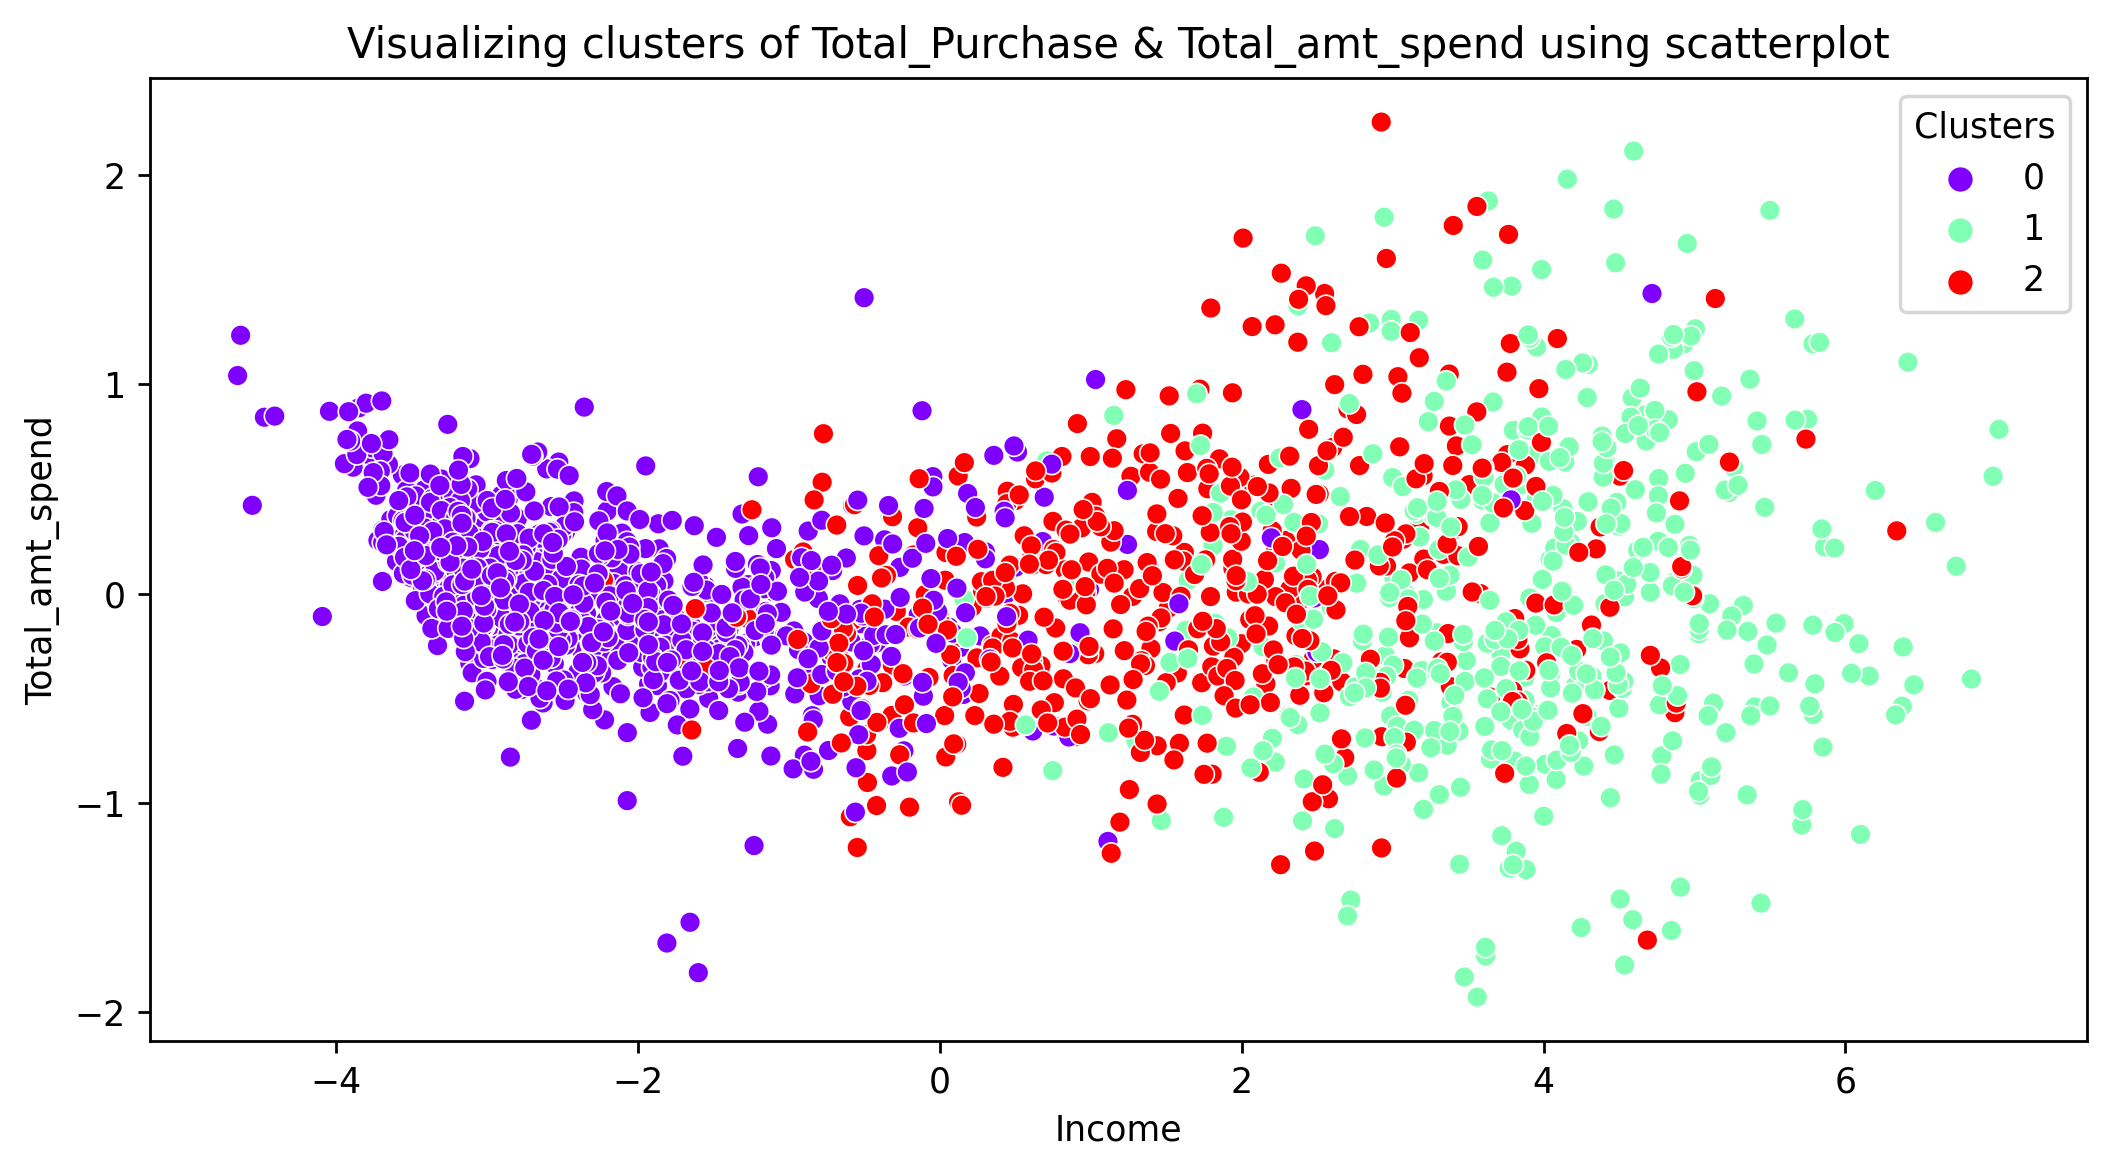 Visualizing clusters of Total_Purchase & Total_amt_spend using scatterplot
Clusters
0
1
2
Total_amt_spend
2
1
0
−1
−2
−4 −2 0 2 4 6
Income